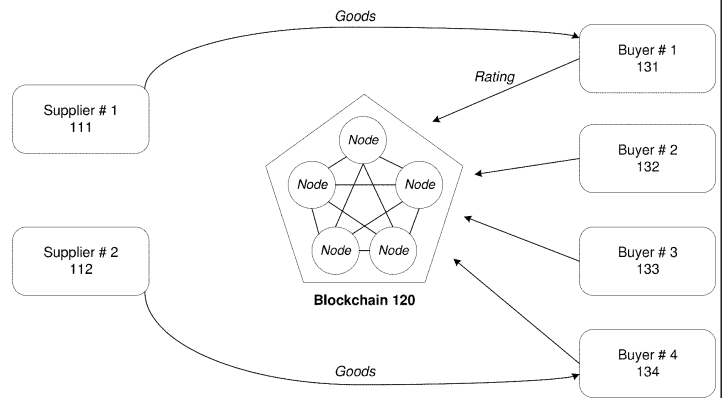 Goods
Buyer # 1
131
Rating
Supplier # 1
111
Node
Buyer # 2
132
Node
Node
Supplier # 2
112
Node
Node
Buyer # 3
133
Blockchain 120
Goods
Buyer # 4
134